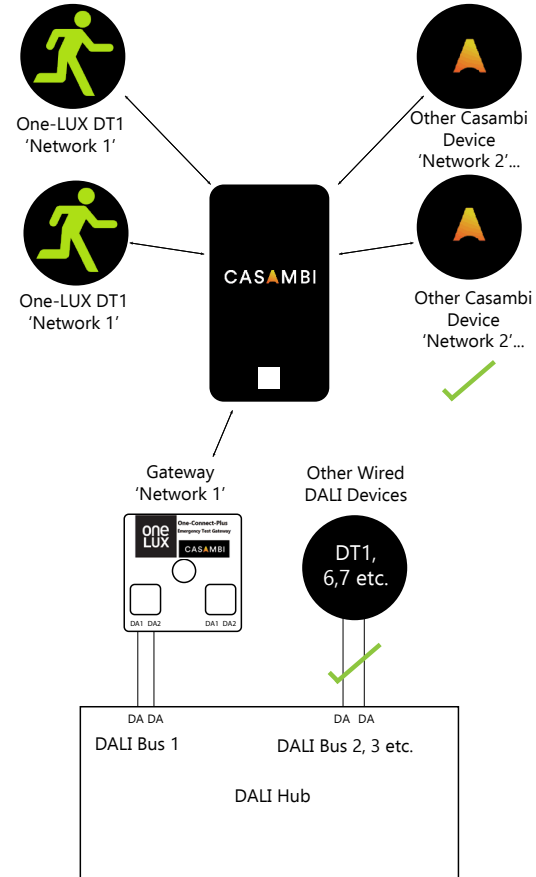 One-LUX DT1
‘Network 1’
Other Casambi
Device
‘Network 2’...
One-LUX DT1
‘Network 1’
CASAMBI
Other Casambi
Device
‘Network 2’...
Gateway
‘Network 1’
Other Wired
DALI Devices
one
LUX
One-Connect-Plus
Emergency Test Gateway
CASAMBI
DA1 DA2
DA1 DA2
DT1,
6,7 etc.
DA DA
DA DA
DALI Bus 1
DALI Bus 2, 3 etc.
DALI Hub